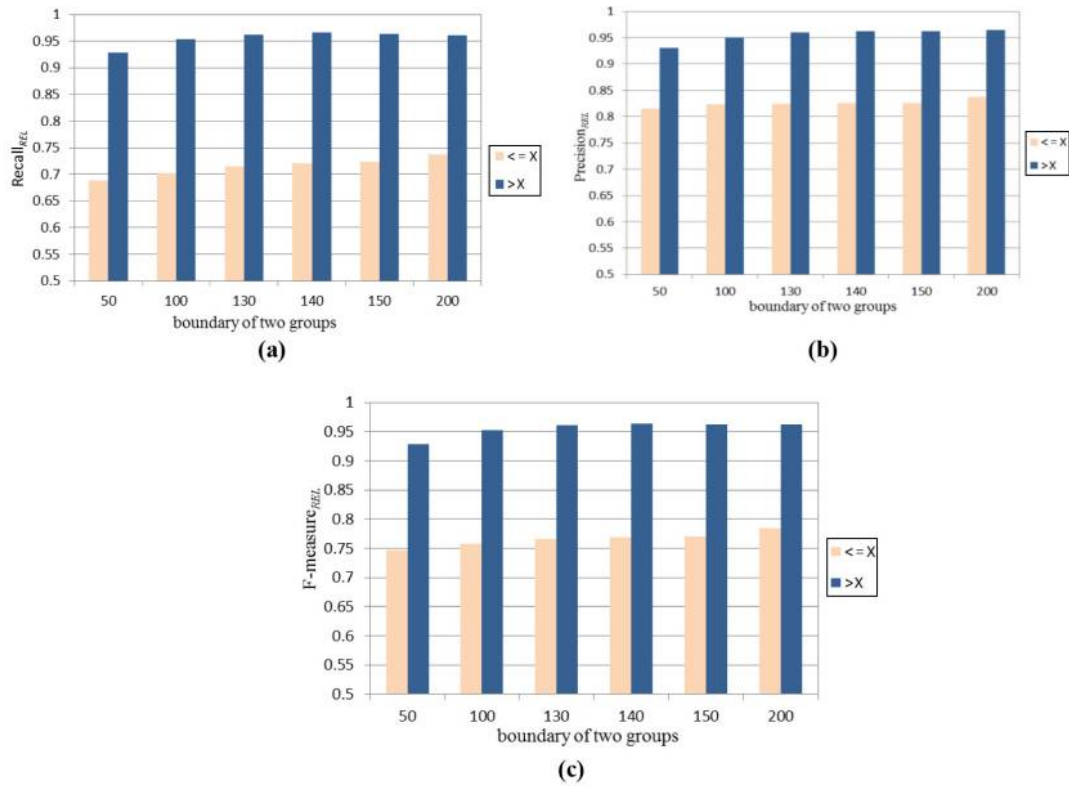 1
0.95
0.9
0.85
0.8
0.75
0.7
0.65
0.6
0.55
0.5
Recall_REL
50 100 130 140 150 200
boundary of two groups
< = X
>X
(a)
1
0.95
0.9
0.85
0.8
0.75
0.7
0.65
0.6
0.55
0.5
Precision_REL
50 100 130 140 150 200
boundary of two groups
< = X
>X
(b)
1
0.95
0.9
0.85
0.8
0.75
0.7
0.65
0.6
0.55
0.5
F-measure_REL
50 100 130 140 150 200
boundary of two groups
< = X
>X
(c)